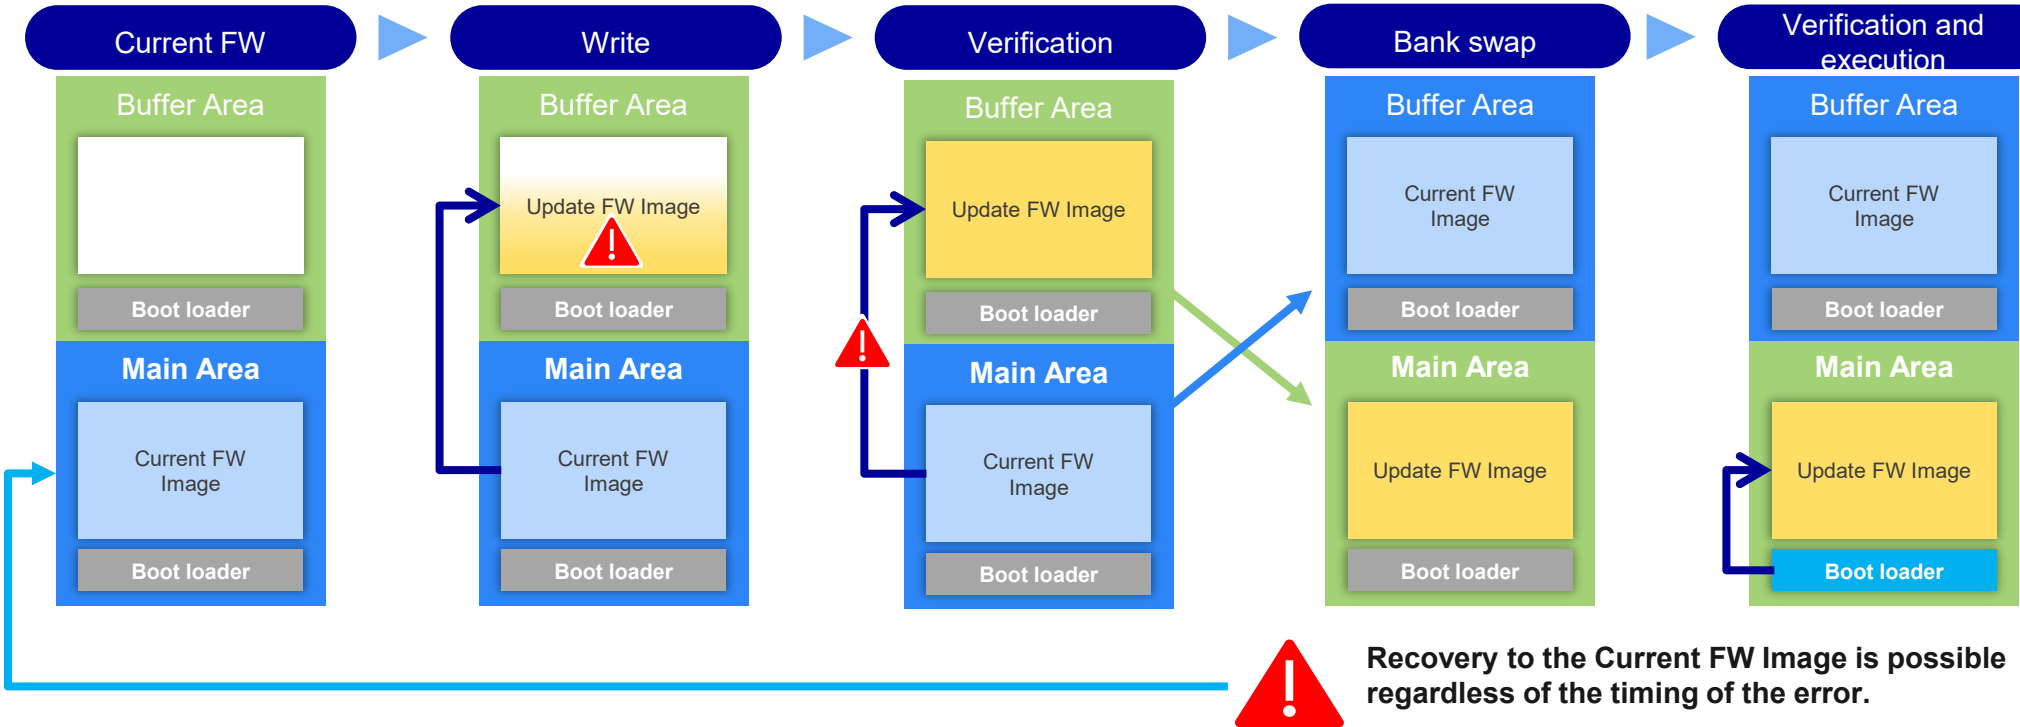 Current FW
Write
Verification
Bank swap
Verification and
execution
Buffer Area
Boot loader
Main Area
Current FW
Image
Boot loader
Buffer Area
Update FW Image
Boot loader
Main Area
Current FW
Image
Boot loader
Buffer Area
Update FW Image
Boot loader
Main Area
Current FW
Image
Boot loader
Buffer Area
Current FW
Image
Boot loader
Main Area
Update FW Image
Boot loader
Buffer Area
Current FW
Image
Boot loader
Main Area
Update FW Image
Boot loader
Recovery to the Current FW Image is possible
regardless of the timing of the error.